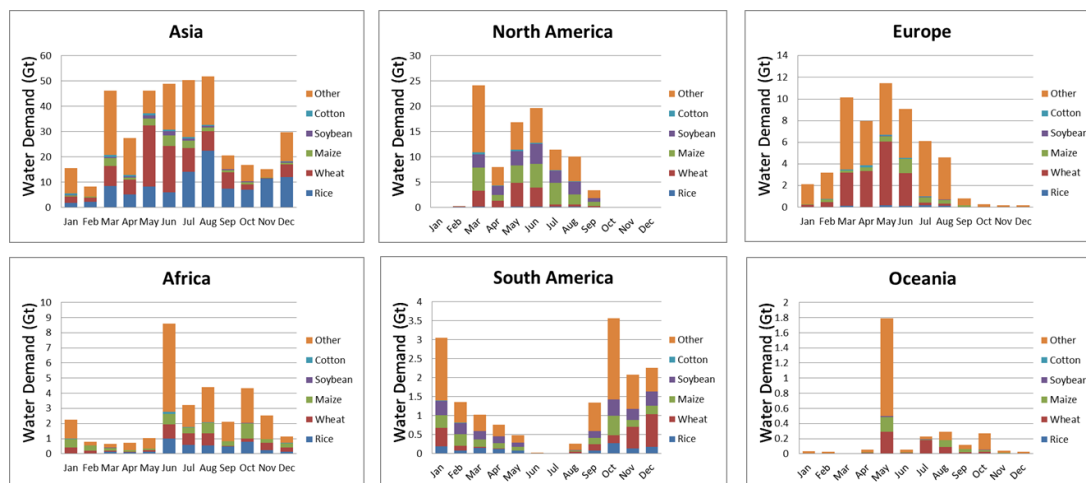 Asia
Water Demand (Gt)
60
50
40
30
20
10
0
Jan Feb Mar Apr May Jun Jul Aug Sep Oct Nov Dec
Other
Cotton
Soybean
Maize
Wheat
Rice
North America
Water Demand (Gt)
30
25
20
15
10
5
0
Jan Feb Mar Apr May Jun Jul Aug Sep Oct Nov Dec
Other
Cotton
Soybean
Maize
Wheat
Rice
Europe
Water Demand (Gt)
14
12
10
8
6
4
2
0
Jan Feb Mar Apr May Jun Jul Aug Sep Oct Nov Dec
Other
Cotton
Soybean
Maize
Wheat
Rice
Africa
Water Demand (Gt)
10
9
8
7
6
5
4
3
2
1
0
Jan Feb Mar Apr May Jun Jul Aug Sep Oct Nov Dec
Other
Cotton
Soybean
Maize
Wheat
Rice
South America
Water Demand (Gt)
4
3.5
3
2.5
2
1.5
1
0.5
0
Jan Feb Mar Apr May Jun Jul Aug Sep Oct Nov Dec
Other
Cotton
Soybean
Maize
Wheat
Rice
Oceania
Water Demand (Gt)
2
1.8
1.6
1.4
1.2
1
0.8
0.6
0.4
0.2
0
Jan Feb Mar Apr May Jun Jul Aug Sep Oct Nov Dec
Other
Cotton
Soybean
Maize
Wheat
Rice